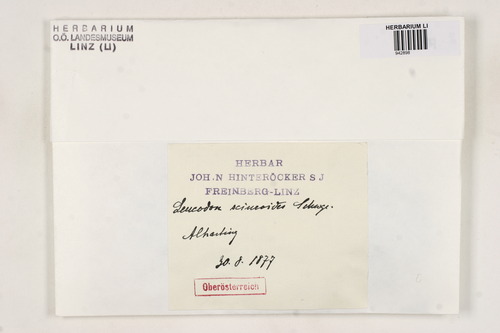 HERBARIUM
O.Ö. LANDESMUSEUM
LINZ (LI)
HERBARIUM LI
942898
HERBAR
JOH.N HINTERÖCKER S J
FREINBERG-LINZ
Leucodon sciuroides Schwgr.
Alharting
30. 8. 1877
Oberösterreich